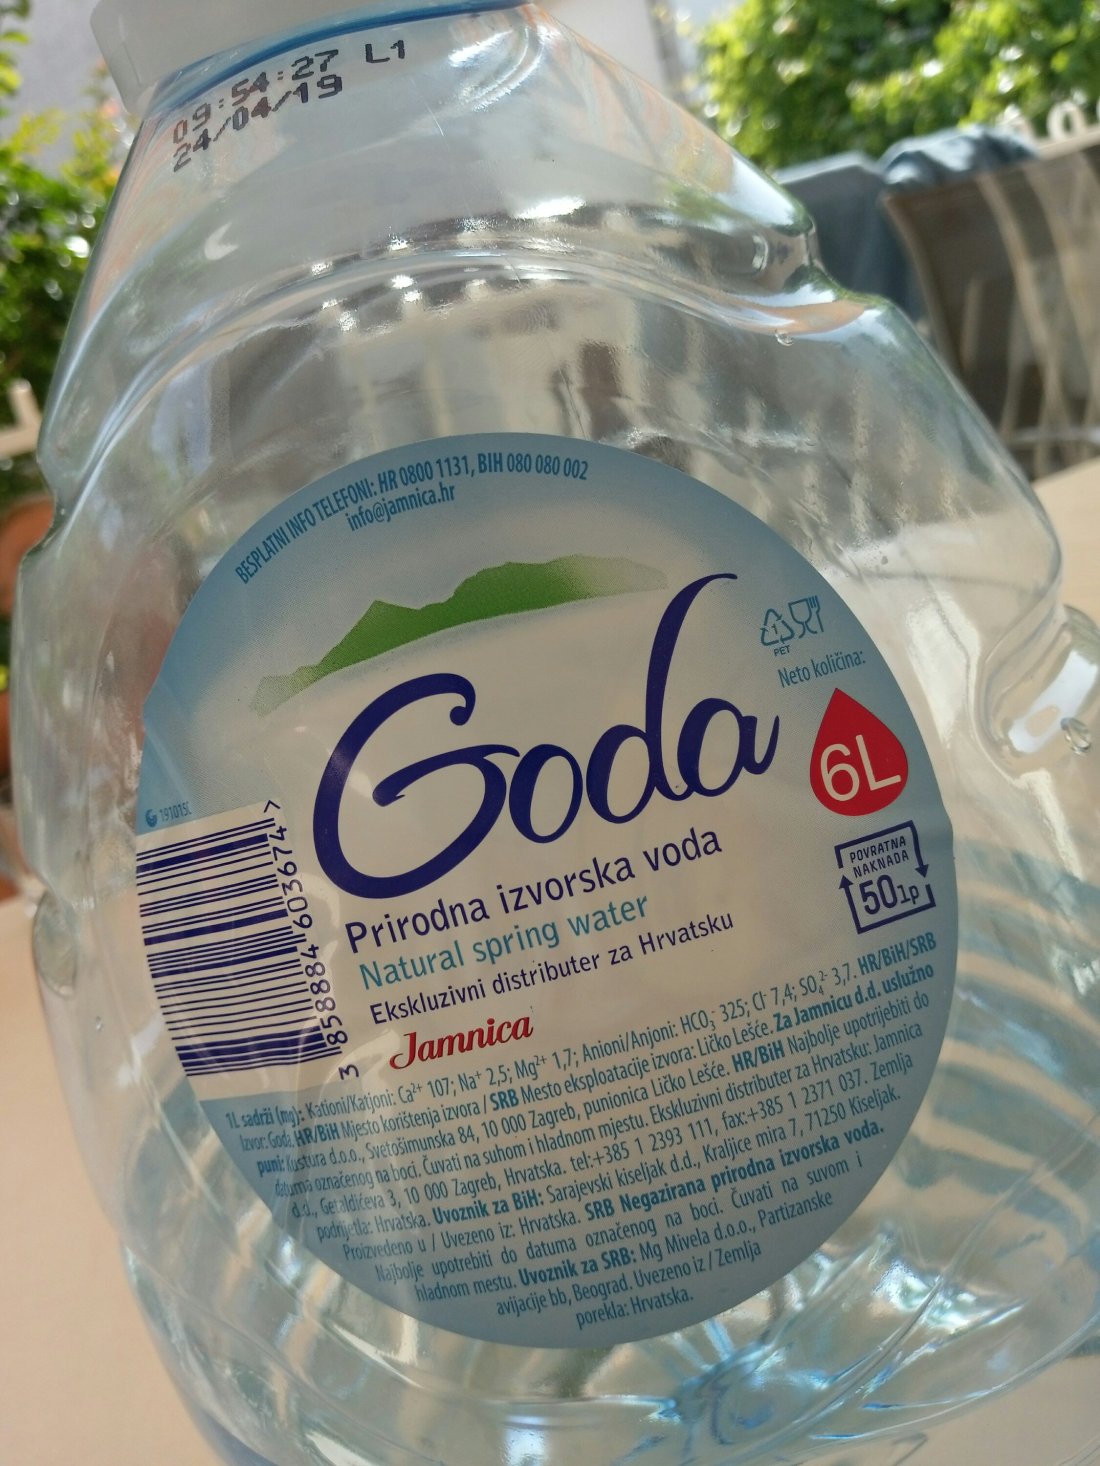 09:54:27 L1
24/04/19
BESPLATNI INFO TELEFONI: HR 0800 1131, BIH 080 080 002
info@jamnica.hr
1
PET
Neto količina:
6L
Goda
POVRATNA
NAKNADA
50 lp
Prirodna izvorska voda
Natural spring water
Ekskluzivni distributer za Hrvatsku
Jamnica
3 858884 603674 >
1L sadrži (mg): Kationi/Katjoni: Ca²⁺ 107; Na⁺ 2,5; Mg²⁺ 1,7; Anioni/Anjoni: HCO₃⁻ 325; Cl⁻ 7,4; SO₄²⁻ 3,7. HR/BiH/SRB
Izvor: Goda. HR/BiH Mjesto korištenja izvora / SRB Mesto eksploatacije izvora: Ličko Lešće. Za Jamnicu d.d. uslužno
puni: Kustura d.o.o., Svetošimunska 84, 10 000 Zagreb, punionica Ličko Lešće. HR/BiH Najbolje upotrijebiti do
datuma označenog na boci. Čuvati na suhom i hladnom mjestu. Ekskluzivni distributer za Hrvatsku: Jamnica
d.d., Getaldićeva 3, 10 000 Zagreb, Hrvatska. tel:+385 1 2393 111, fax:+385 1 2371 037. Zemlja
podrijetla: Hrvatska. Uvoznik za BiH: Sarajevski kiseljak d.d., Kraljice mira 7, 71250 Kiseljak.
Proizvedeno u / Uvezeno iz: Hrvatska. SRB Negazirana prirodna izvorska voda.
Najbolje upotrebiti do datuma označenog na boci. Čuvati na suvom i
hladnom mestu. Uvoznik za SRB: Mg Mivela d.o.o., Partizanske
avijacije bb, Beograd. Uvezeno iz / Zemlja
porekla: Hrvatska.